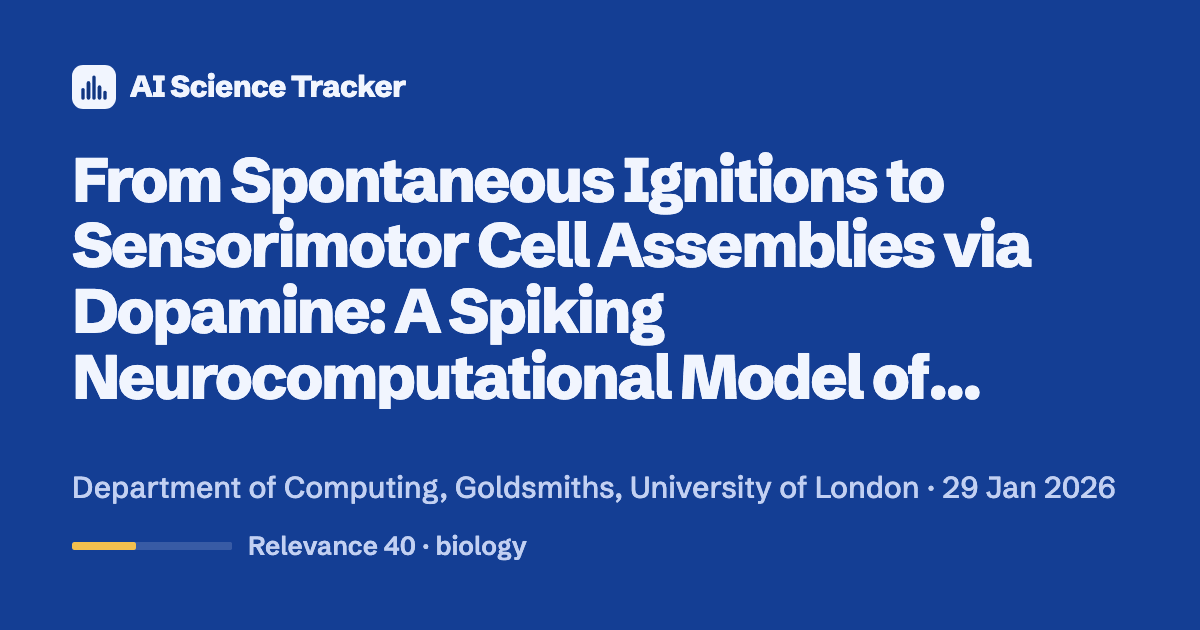 AI Science Tracker
From Spontaneous Ignitions to
Sensorimotor Cell Assemblies via
Dopamine: A Spiking
Neurocomputational Model of...
Department of Computing, Goldsmiths, University of London · 29 Jan 2026
Relevance 40 · biology